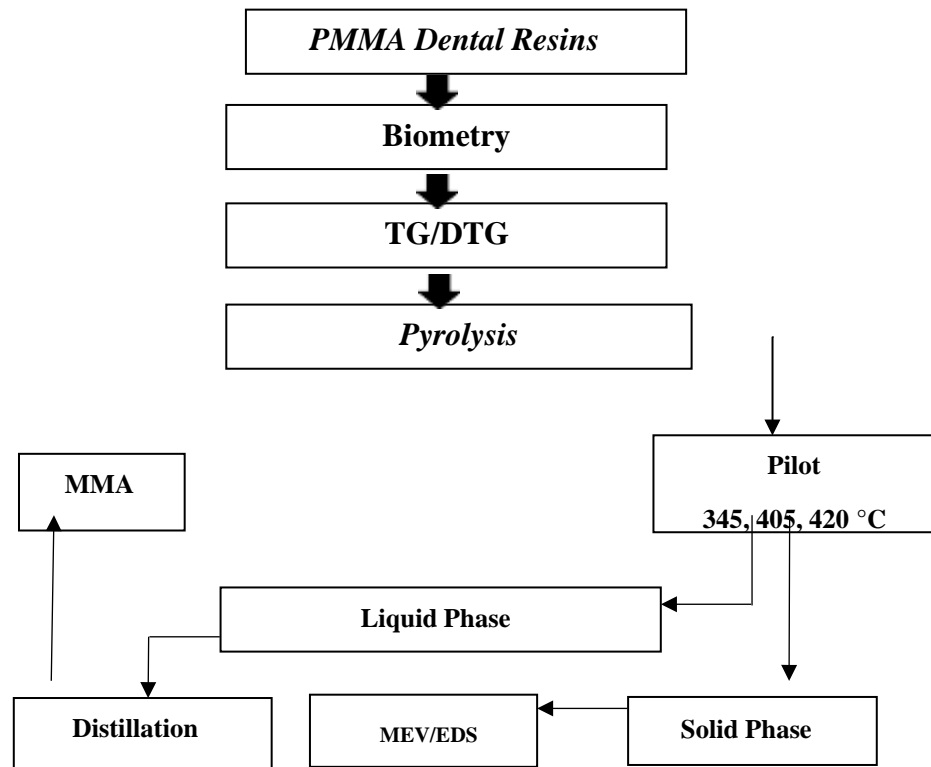 PMMA Dental Resins
Biometry
TG/DTG
Pyrolysis
Pilot
345, 405, 420 °C
MMA
Liquid Phase
Distillation
MEV/EDS
Solid Phase